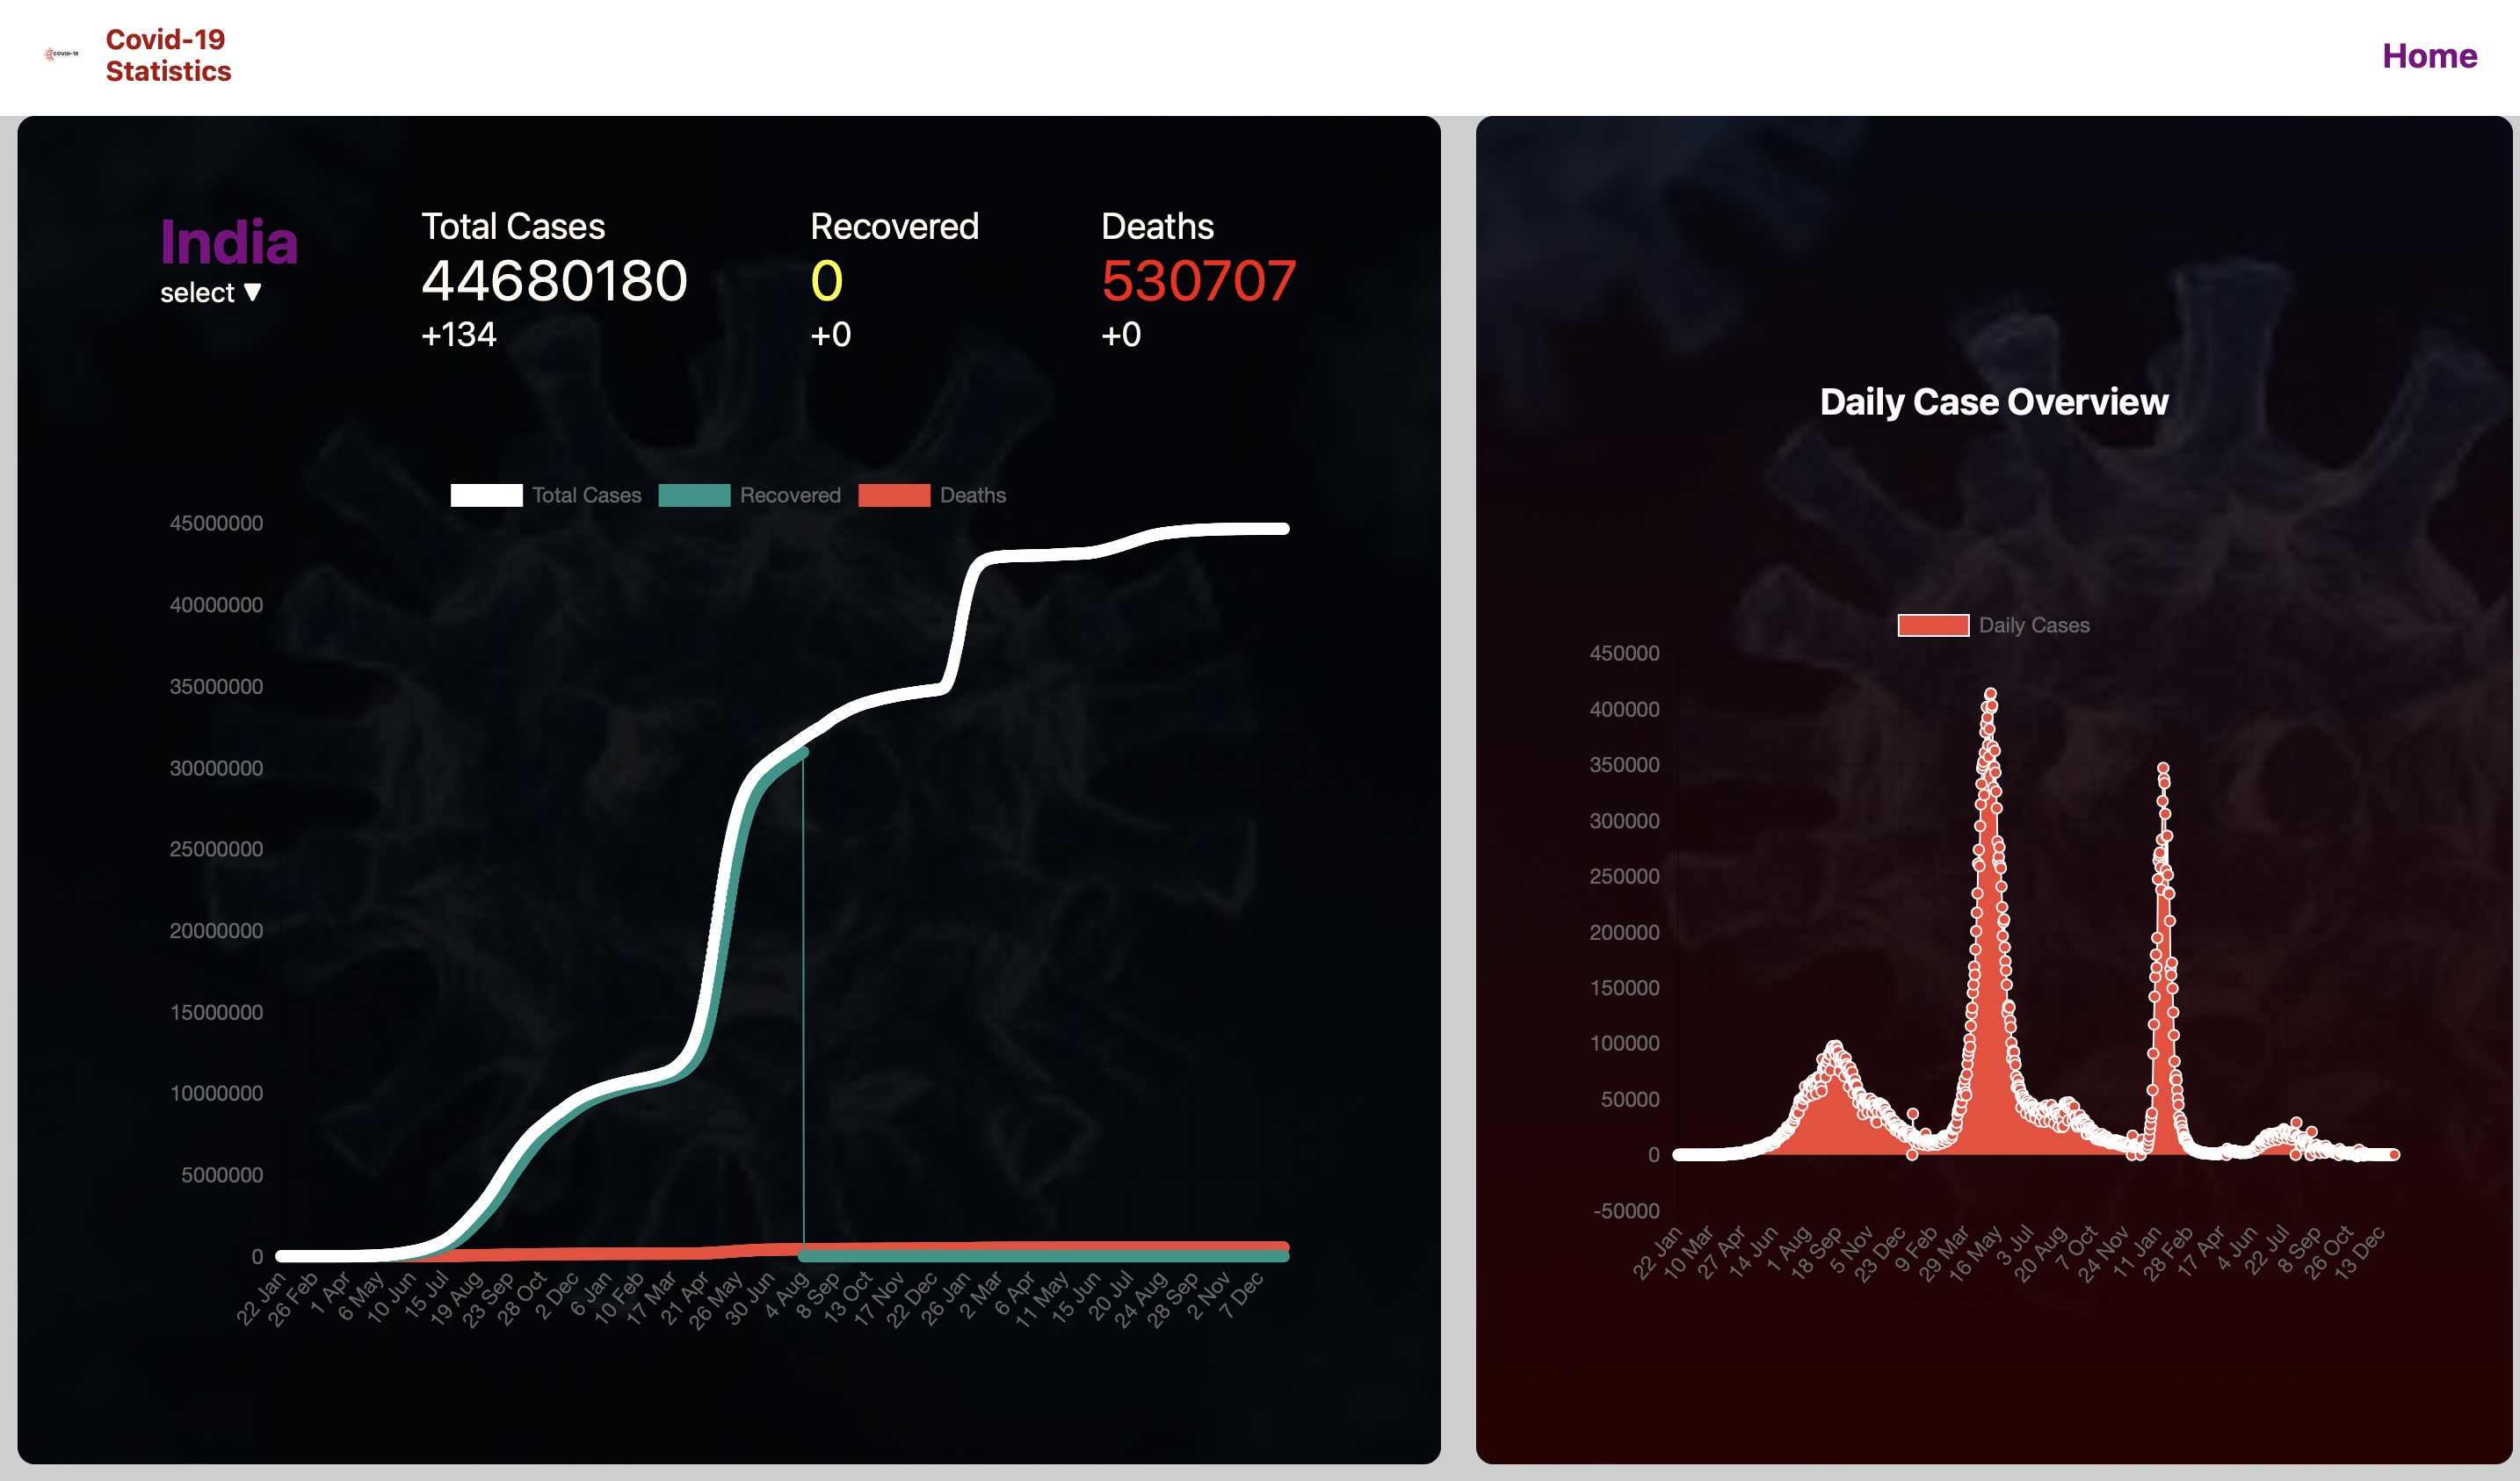 COVID-19
Covid-19
Statistics
Home
India
select ▼
Total Cases
44680180
+134
Recovered
0
+0
Deaths
530707
+0
Total Cases Recovered Deaths
45000000
40000000
35000000
30000000
25000000
20000000
15000000
10000000
5000000
0
22 Jan 26 Feb 1 Apr 6 May 10 Jun 15 Jul 19 Aug 23 Sep 28 Oct 2 Dec 6 Jan 10 Feb 17 Mar 21 Apr 26 May 30 Jun 4 Aug 8 Sep 13 Oct 17 Nov 22 Dec 26 Jan 2 Mar 6 Apr 11 May 15 Jun 20 Jul 24 Aug 28 Sep 2 Nov 7 Dec
Daily Case Overview
Daily Cases
450000
400000
350000
300000
250000
200000
150000
100000
50000
0
-50000
22 Jan 10 Mar 27 Apr 14 Jun 1 Aug 18 Sep 5 Nov 23 Dec 9 Feb 29 Mar 16 May 3 Jul 20 Aug 7 Oct 24 Nov 11 Jan 28 Feb 17 Apr 4 Jun 22 Jul 8 Sep 26 Oct 13 Dec